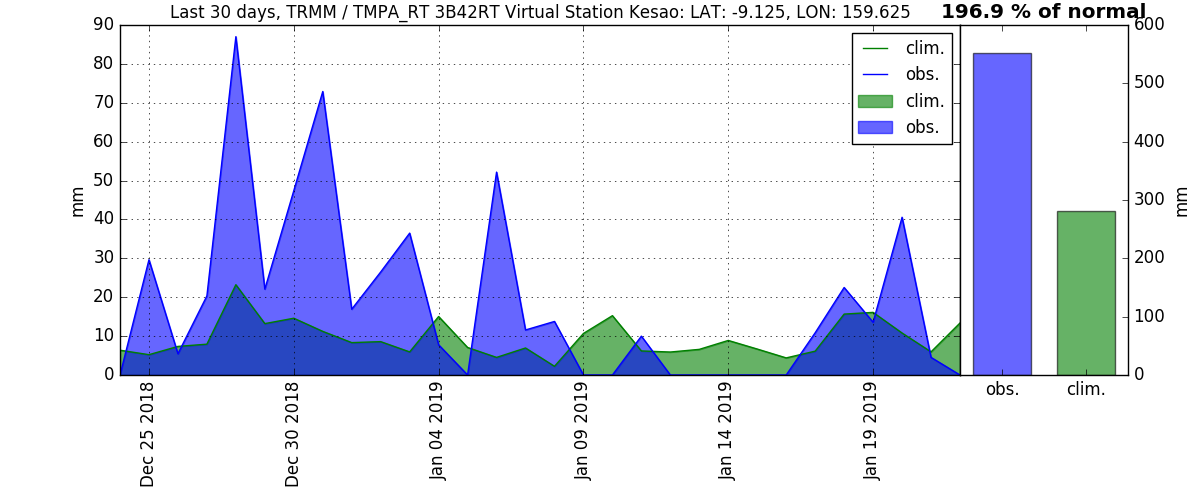 Last 30 days, TRMM / TMPA_RT 3B42RT Virtual Station Kesao: LAT: -9.125, LON: 159.625
196.9 % of normal
90
80
70
60
50
40
30
20
10
0
mm
clim.
obs.
clim.
obs.
600
500
400
300
200
100
0
mm
obs.
clim.
Dec 25 2018
Dec 30 2018
Jan 04 2019
Jan 09 2019
Jan 14 2019
Jan 19 2019